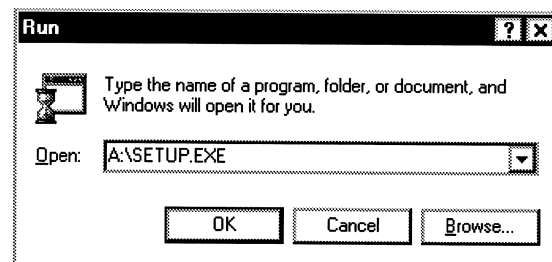 Run
Type the name of a program, folder, or document, and
Windows will open it for you.
Open: A:\SETUP.EXE
OK Cancel Browse...